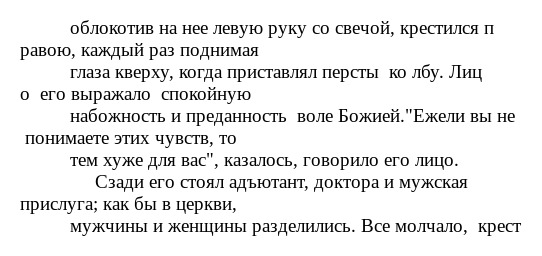 облокотив на нее левую руку со свечой, крестился п
равою, каждый раз поднимая
глаза кверху, когда приставлял персты  ко лбу. Лиц
о  его выражало  спокойную
набожность и преданность  воле Божией."Ежели вы не
 понимаете этих чувств, то
тем хуже для вас", казалось, говорило его лицо.
Сзади его стоял адъютант, доктора и мужская
прислуга; как бы в церкви,
мужчины и женщины разделились. Все молчало,  крест